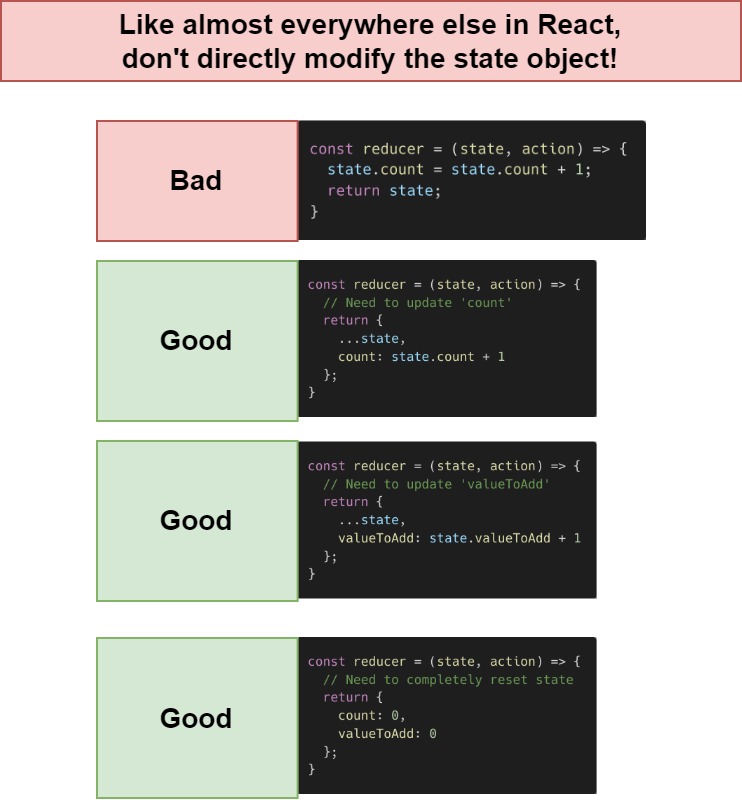 Like almost everywhere else in React,
don't directly modify the state object!
Bad
const reducer = (state, action) => {
  state.count = state.count + 1;
  return state;
}
Good
const reducer = (state, action) => {
  // Need to update 'count'
  return {
    ...state,
    count: state.count + 1
  };
}
Good
const reducer = (state, action) => {
  // Need to update 'valueToAdd'
  return {
    ...state,
    valueToAdd: state.valueToAdd + 1
  };
}
Good
const reducer = (state, action) => {
  // Need to completely reset state
  return {
    count: 0,
    valueToAdd: 0
  };
}